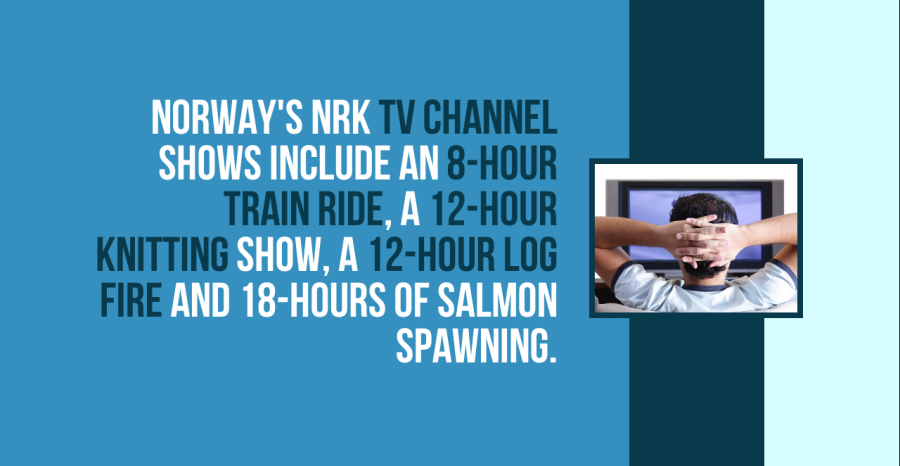 NORWAY'S NRK TV CHANNEL
SHOWS INCLUDE AN 8-HOUR
TRAIN RIDE, A 12-HOUR
KNITTING SHOW, A 12-HOUR LOG
FIRE AND 18-HOURS OF SALMON
SPAWNING.